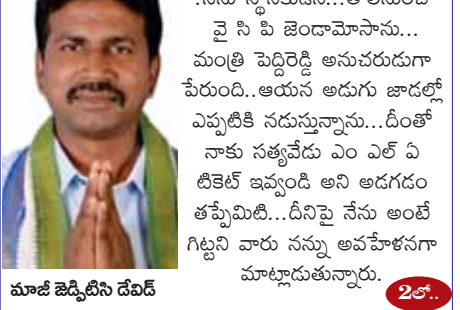 వై సి పి జెండామోసాను...
మంత్రి పెద్దిరెడ్డి అనుచరుడుగా
పేరుంది..ఆయన అడుగు జాడల్లో
ఎప్పటికి నడుస్తున్నాను...దీంతో
నాకు సత్యవేడు ఎం ఎల్ ఏ
టికెట్ ఇవ్వండి అని అడగడం
తప్పేమిటి...దీనిపై నేను అంటే
గిట్టని వారు నన్ను అవహేళనగా
మాట్లాడుతున్నారు.
మాజీ జెడ్పిటిసి డేవిడ్
2లో..